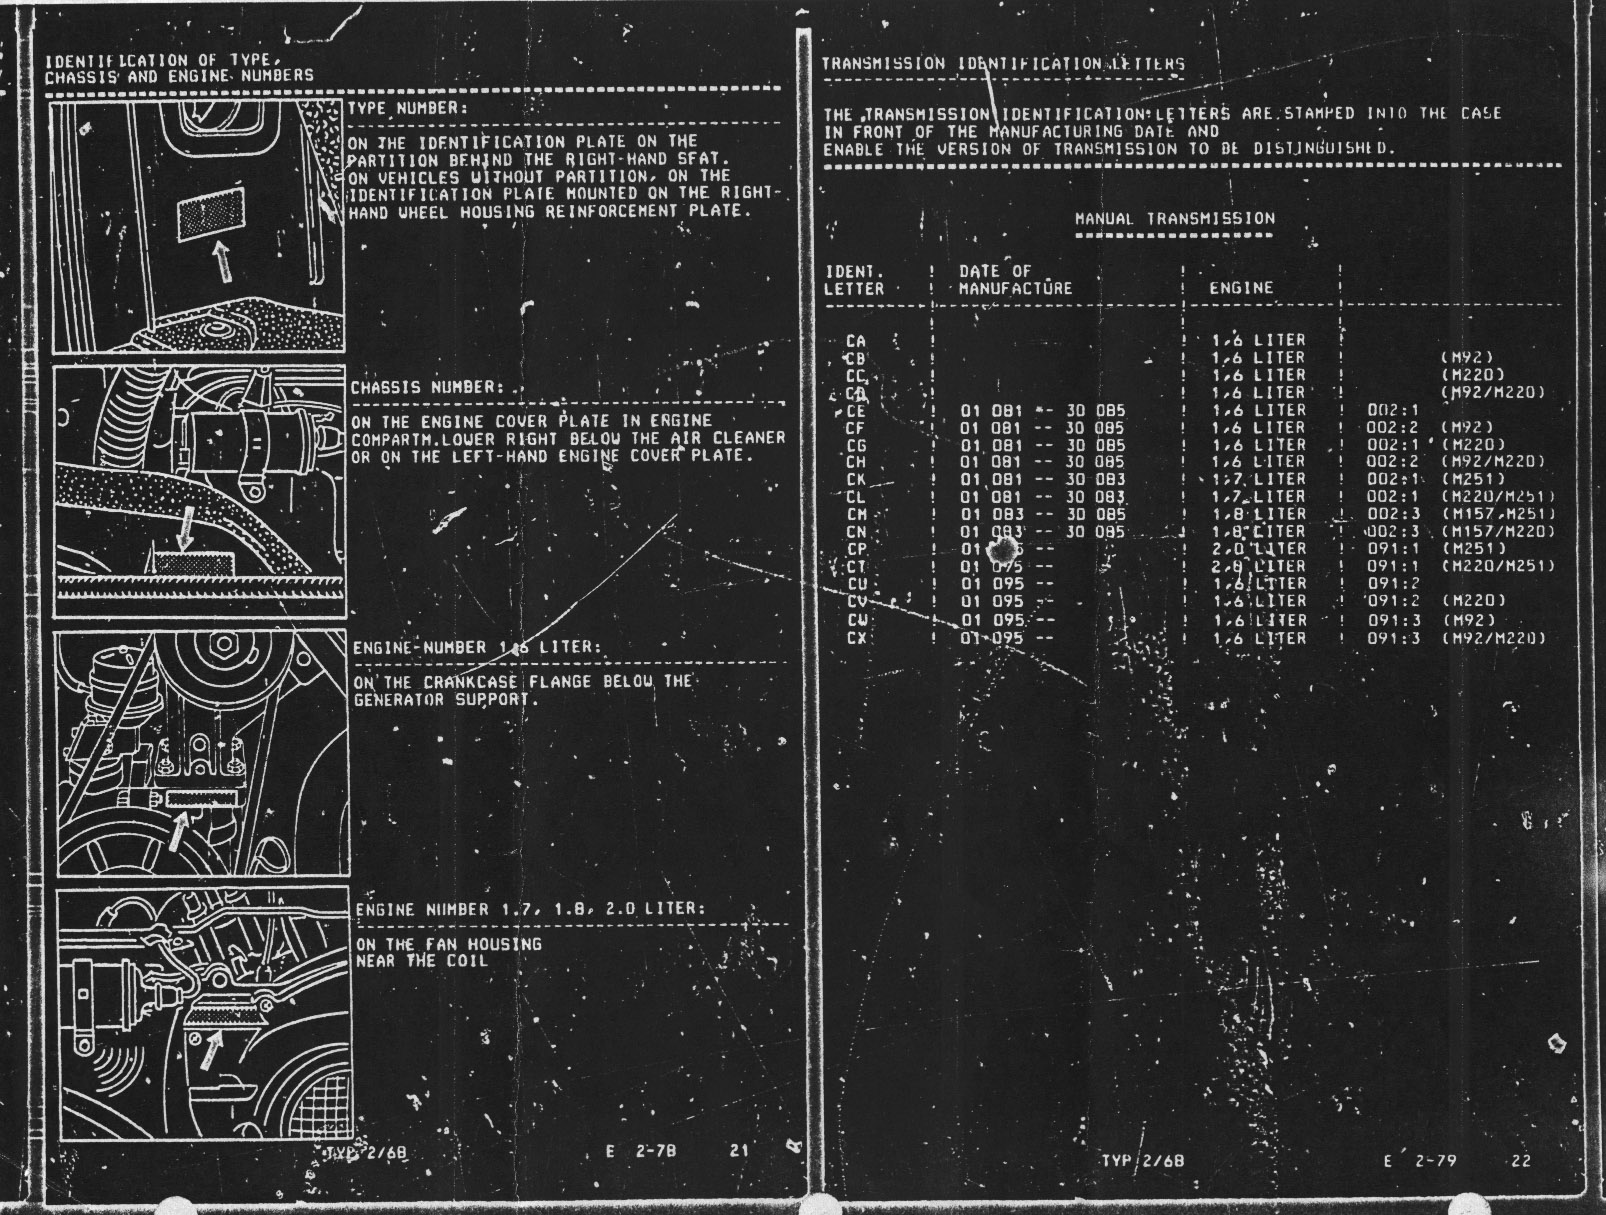 IDENTIFICATION OF TYPE,
CHASSIS AND ENGINE NUMBERS
TYPE NUMBER:
ON THE IDENTIFICATION PLATE ON THE
PARTITION BEHIND THE RIGHT-HAND SEAT.
ON VEHICLES WITHOUT PARTITION, ON THE
IDENTIFICATION PLATE MOUNTED ON THE RIGHT-
HAND WHEEL HOUSING REINFORCEMENT PLATE.
CHASSIS NUMBER:
ON THE ENGINE COVER PLATE IN ENGINE
COMPARTM.LOWER RIGHT BELOW THE AIR CLEANER
OR ON THE LEFT-HAND ENGINE COVER PLATE.
ENGINE-NUMBER 1,6 LITER:
ON THE CRANKCASE FLANGE BELOW THE
GENERATOR SUPPORT.
ENGINE NUMBER 1.7, 1.8, 2.0 LITER:
ON THE FAN HOUSING
NEAR THE COIL
TYP 2/68 E 2-78 21
TRANSMISSION IDENTIFICATION LETTERS
THE TRANSMISSION IDENTIFICATION LETTERS ARE STAMPED INTO THE CASE
IN FRONT OF THE MANUFACTURING DATE AND
ENABLE THE VERSION OF TRANSMISSION TO BE DISTINGUISHED.
MANUAL TRANSMISSION
IDENT. ! DATE OF ! !
LETTER ! MANUFACTURE ! ENGINE !
CA ! ! 1,6 LITER !
CB ! ! 1,6 LITER ! (M92)
CC ! ! 1,6 LITER ! (M220)
CD ! ! 1,6 LITER ! (M92/M220)
CE ! 01 081 -- 30 085 ! 1,6 LITER ! 002:1
CF ! 01 081 -- 30 085 ! 1,6 LITER ! 002:2 (M92)
CG ! 01 081 -- 30 085 ! 1,6 LITER ! 002:1 (M220)
CH ! 01 081 -- 30 085 ! 1,6 LITER ! 002:2 (M92/M220)
CK ! 01 081 -- 30 083 ! 1,7 LITER ! 002:1 (M251)
CL ! 01 081 -- 30 083 ! 1,7 LITER ! 002:1 (M220/M251)
CM ! 01 083 -- 30 085 ! 1,8 LITER ! 002:3 (M157,M251)
CN ! 01 083 -- 30 085 ! 1,8 LITER ! 002:3 (M157/M220)
CP ! 01 -- ! 2,0 LITER ! 091:1 (M251)
CT ! 01 095 -- ! 2,0 LITER ! 091:1 (M220/M251)
CU ! 01 095 -- ! 1,6 LITER ! 091:2
CV ! 01 095 -- ! 1,6 LITER ! 091:2 (M220)
CW ! 01 095 -- ! 1,6 LITER ! 091:3 (M92)
CX ! 01 095 -- ! 1,6 LITER ! 091:3 (M92/M220)
TYP 2/68 E 2-79 22